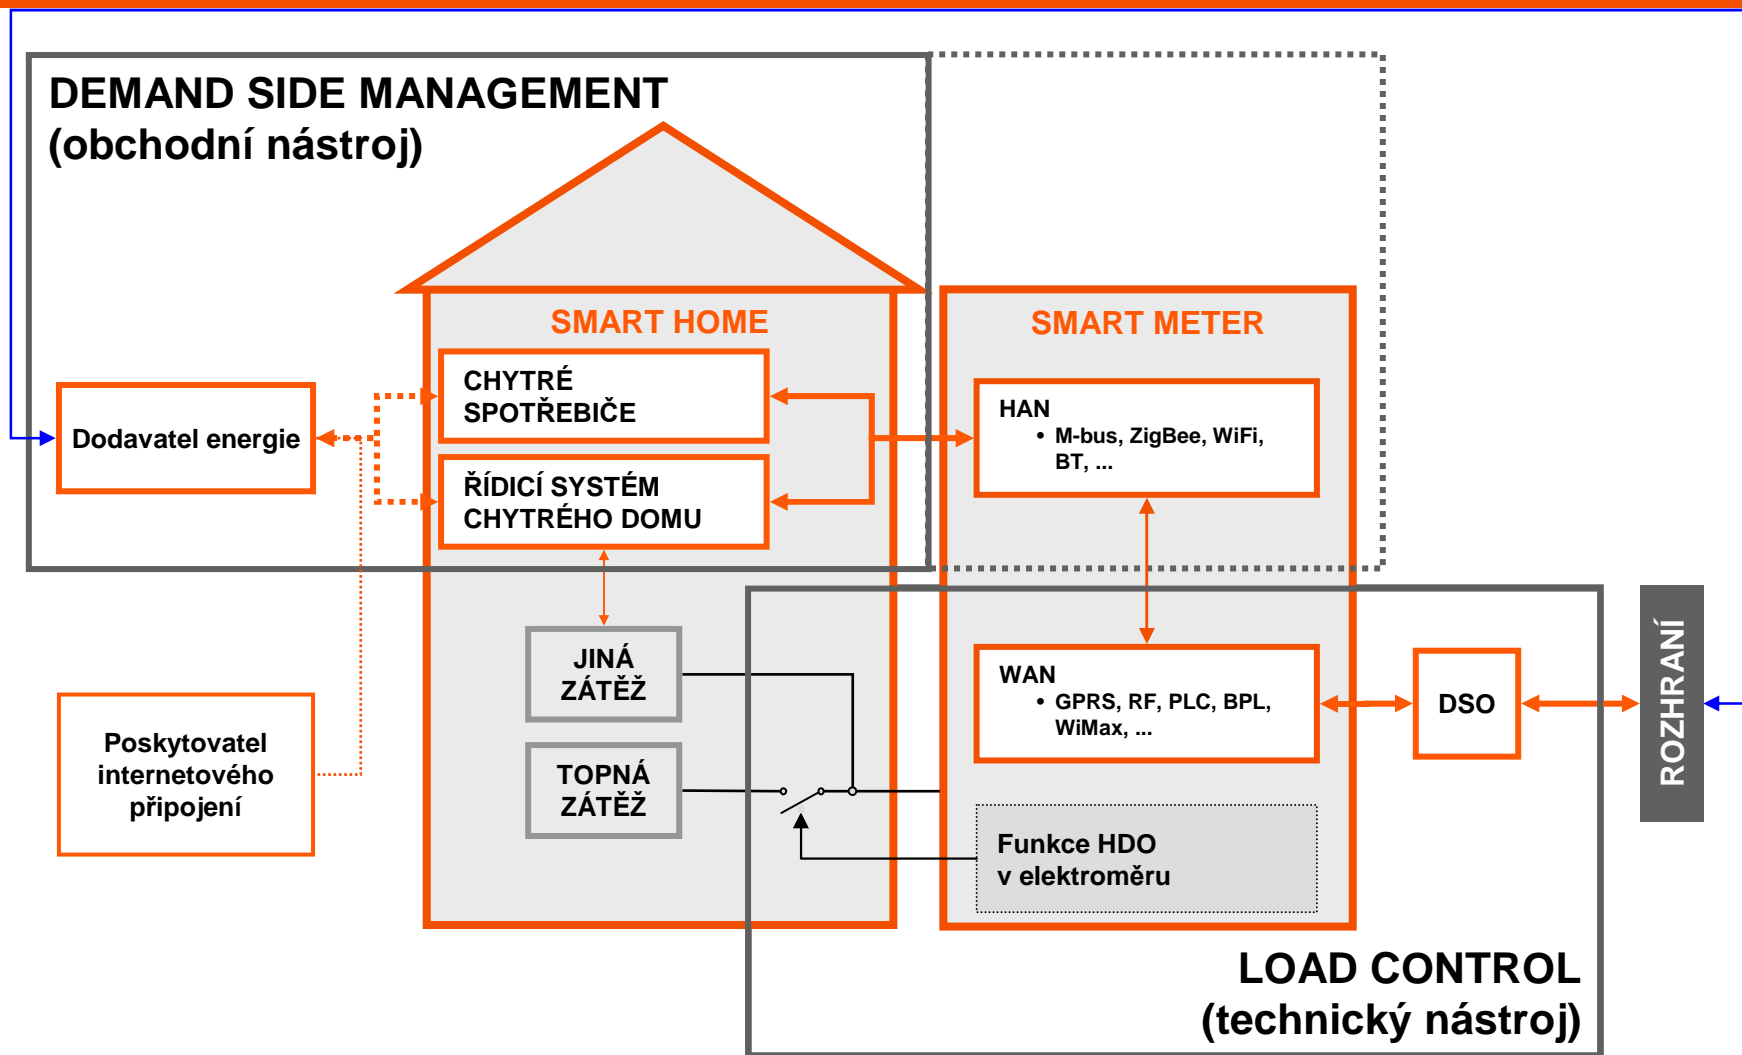 DEMAND SIDE MANAGEMENT
(obchodní nástroj)
SMART HOME
SMART METER
CHYTRÉ
SPOTŘEBIČE
Dodavatel energie
ŘÍDICÍ SYSTÉM
CHYTRÉHO DOMU
HAN
• M-bus, ZigBee, WiFi,
BT, ...
JINÁ
ZÁTĚŽ
WAN
• GPRS, RF, PLC, BPL,
WiMax, ...
DSO
ROZHRANÍ
Poskytovatel
internetového
připojení
TOPNÁ
ZÁTĚŽ
Funkce HDO
v elektroměru
LOAD CONTROL
(technický nástroj)